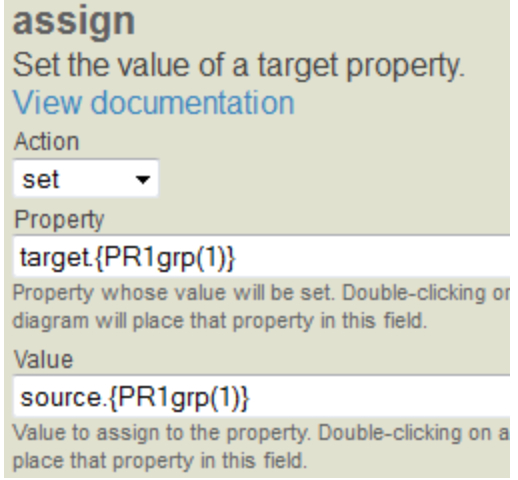 assign
Set the value of a target property.
View documentation
Action
set
Property
target.{PR1grp(1)}
Property whose value will be set. Double-clicking or
diagram will place that property in this field.
Value
source.{PR1grp(1)}
Value to assign to the property. Double-clicking on a
place that property in this field.